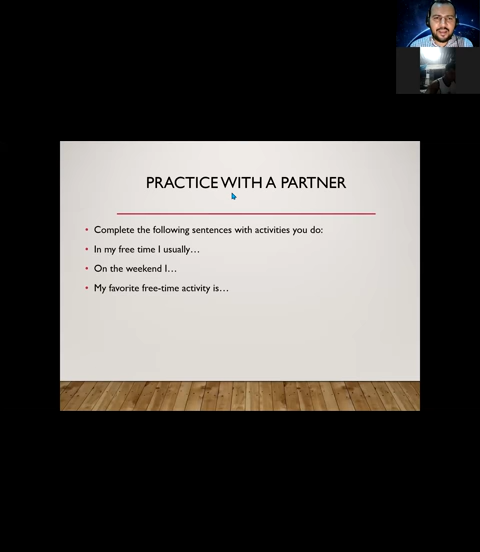 PRACTICE WITH A PARTNER
Complete the following sentences with activities you do:
In my free time I usually…
On the weekend I…
My favorite free-time activity is…